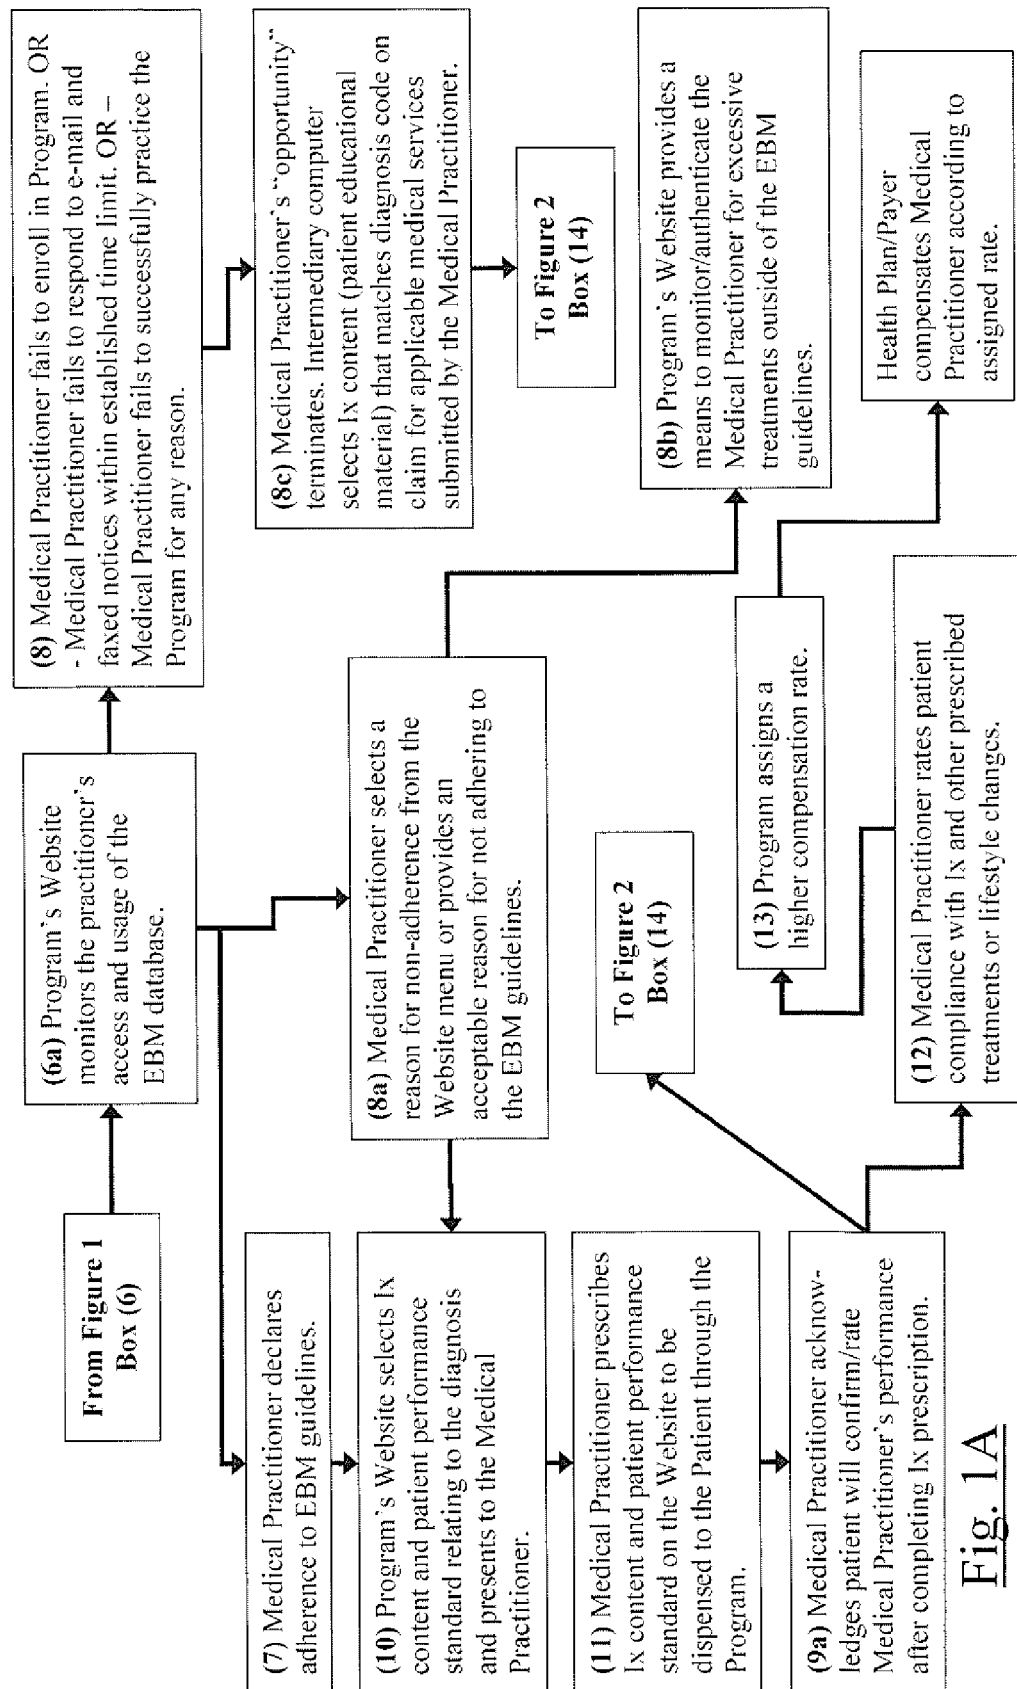 From Figure 1
Box (6)
(6a) Program's Website
monitors the practitioner's
access and usage of the
EBM database.
(8) Medical Practitioner fails to enroll in Program. OR
- Medical Practitioner fails to respond to e-mail and
faxed notices within established time limit. OR –
Medical Practitioner fails to successfully practice the
Program for any reason.
(7) Medical Practitioner declares
adherence to EBM guidelines.
(8a) Medical Practitioner selects a
reason for non-adherence from the
Website menu or provides an
acceptable reason for not adhering to
the EBM guidelines.
(8c) Medical Practitioner's "opportunity"
terminates. Intermediary computer
selects Ix content (patient educational
material) that matches diagnosis code on
claim for applicable medical services
submitted by the Medical Practitioner.
(10) Program's Website selects Ix
content and patient performance
standard relating to the diagnosis
and presents to the Medical
Practitioner.
To Figure 2
Box (14)
(11) Medical Practitioner prescribes
Ix content and patient performance
standard on the Website to be
dispensed to the Patient through the
Program.
To Figure 2
Box (14)
(8b) Program's Website provides a
means to monitor/authenticate the
Medical Practitioner for excessive
treatments outside of the EBM
guidelines.
(9a) Medical Practitioner acknow-
ledges patient will confirm/rate
Medical Practitioner's performance
after completing Ix prescription.
(13) Program assigns a
higher compensation rate.
(12) Medical Practitioner rates patient
compliance with Ix and other prescribed
treatments or lifestyle changes.
Health Plan/Payer
compensates Medical
Practitioner according to
assigned rate.
Fig. 1A